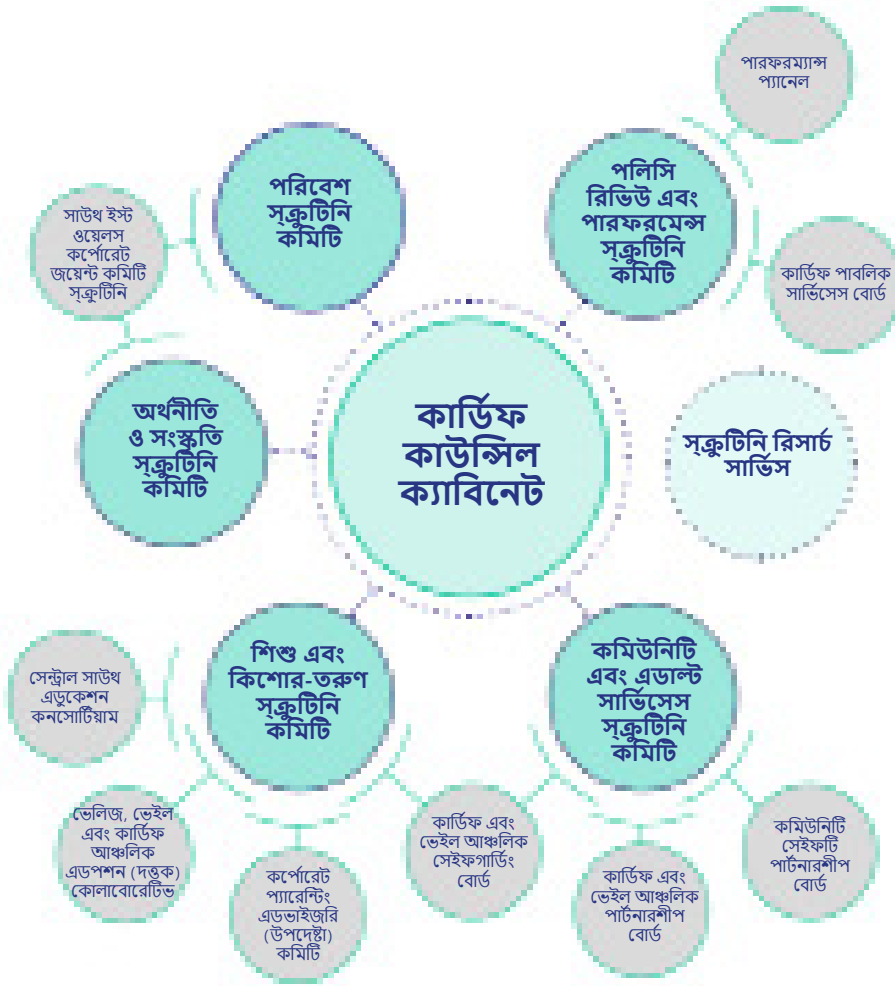 পারফরম্যান্স
প্যানেল
পরিবেশ
স্ক্রুটিনি
কমিটি
পলিসি
রিভিউ এবং
পারফরমেন্স
স্ক্রুটিনি
কমিটি
সাউথ ইস্ট
ওয়েলস
কর্পোরেট
জয়েন্ট কমিটি
স্ক্রুটিনি
কার্ডিফ পাবলিক
সার্ভিসেস বোর্ড
অর্থনীতি
ও সংস্কৃতি
স্ক্রুটিনি
কমিটি
কার্ডিফ
কাউন্সিল
ক্যাবিনেট
স্ক্রুটিনি রিসার্চ
সার্ভিস
শিশু এবং
কিশোর-তরুণ
স্ক্রুটিনি
কমিটি
কমিউনিটি
এবং এডাল্ট
সার্ভিসেস
স্ক্রুটিনি
কমিটি
সেন্ট্রাল সাউথ
এডুকেশন
কনসোর্টিয়াম
ভেলিজ, ভেইল
এবং কার্ডিফ
আঞ্চলিক
এডপশন (দত্তক)
কোলাবোরেটিভ
কর্পোরেট
প্যারেন্টিং
এডভাইজরি
(উপদেষ্টা)
কমিটি
কার্ডিফ এবং
ভেইল আঞ্চলিক
সেইফগার্ডিং
বোর্ড
কার্ডিফ এবং
ভেইল আঞ্চলিক
পার্টনারশীপ
বোর্ড
কমিউনিটি
সেইফটি
পার্টনারশীপ
বোর্ড